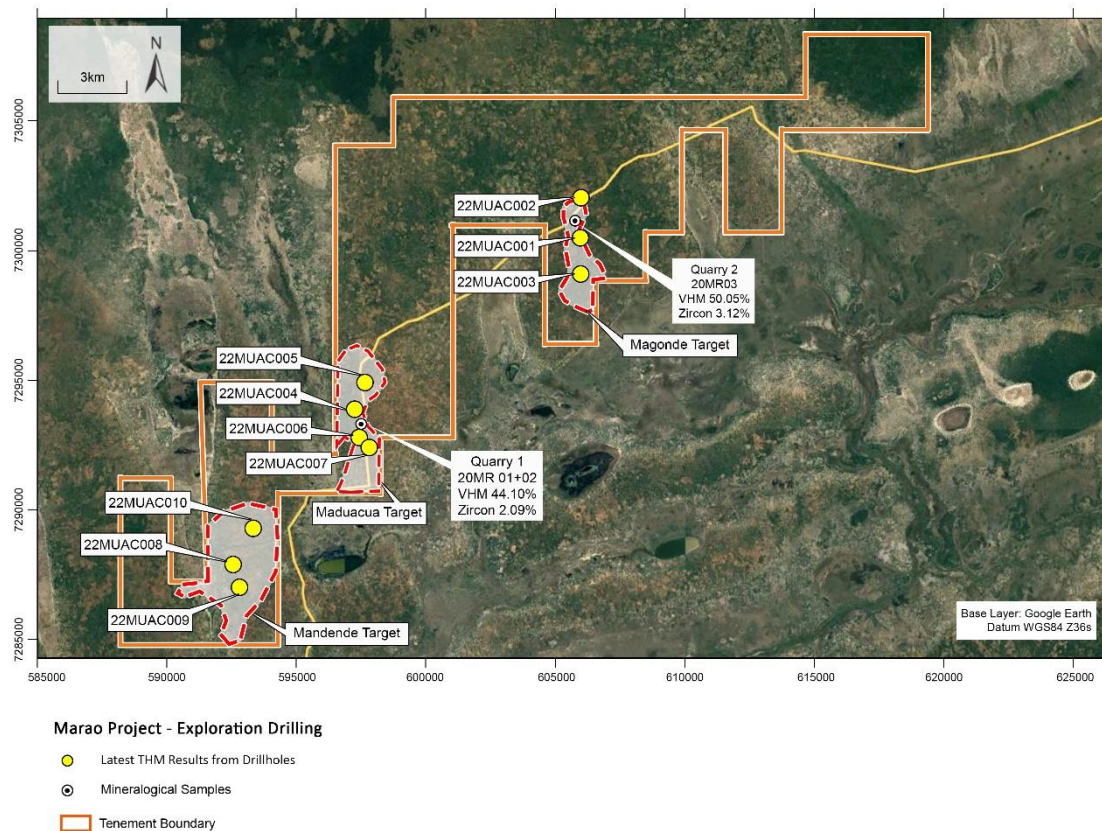 N
3km
7305000
7300000
7295000
7290000
7285000
22MUAC002
22MUAC001
22MUAC003
Quarry 2
20MR03
VHM 50.05%
Zircon 3.12%
Magonde Target
22MUAC005
22MUAC004
22MUAC006
22MUAC007
Quarry 1
20MR 01+02
VHM 44.10%
Zircon 2.09%
Maduacua Target
22MUAC010
22MUAC008
22MUAC009
Mandende Target
Base Layer: Google Earth
Datum WGS84 Z36s
585000 590000 595000 600000 605000 610000 615000 620000 625000
Marao Project - Exploration Drilling
Latest THM Results from Drillholes
Mineralogical Samples
Tenement Boundary